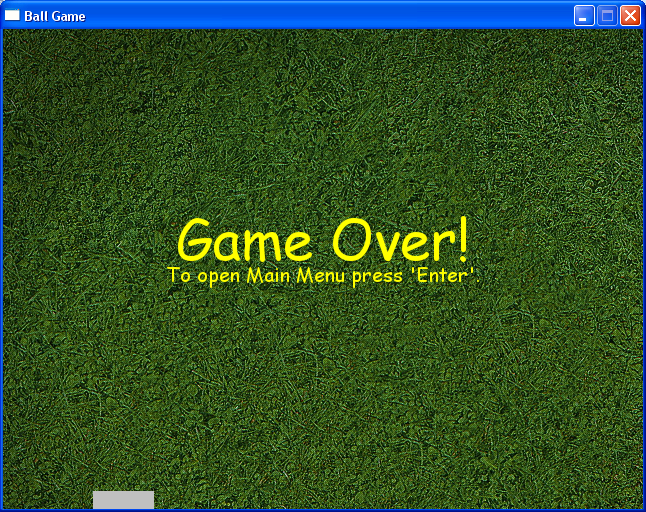 Ball Game
Game Over!
To open Main Menu press 'Enter'.